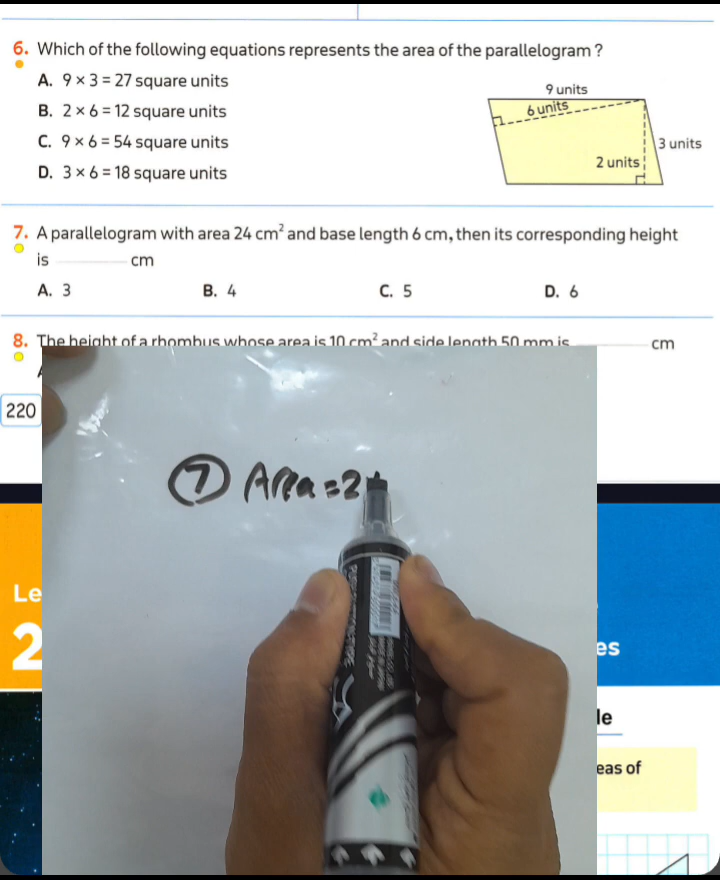 6. Which of the following equations represents the area of the parallelogram ?
A. 9 × 3 = 27 square units
B. 2 × 6 = 12 square units
C. 9 × 6 = 54 square units
D. 3 × 6 = 18 square units
9 units
6 units
3 units
2 units
7. A parallelogram with area 24 cm² and base length 6 cm, then its corresponding height
is ______ cm
A. 3 B. 4 C. 5 D. 6
8. The height of a rhombus whose area is 10 cm² and side length 50 mm is ______ cm
220
⑦ Area = 2
Le
2
es
le
eas of